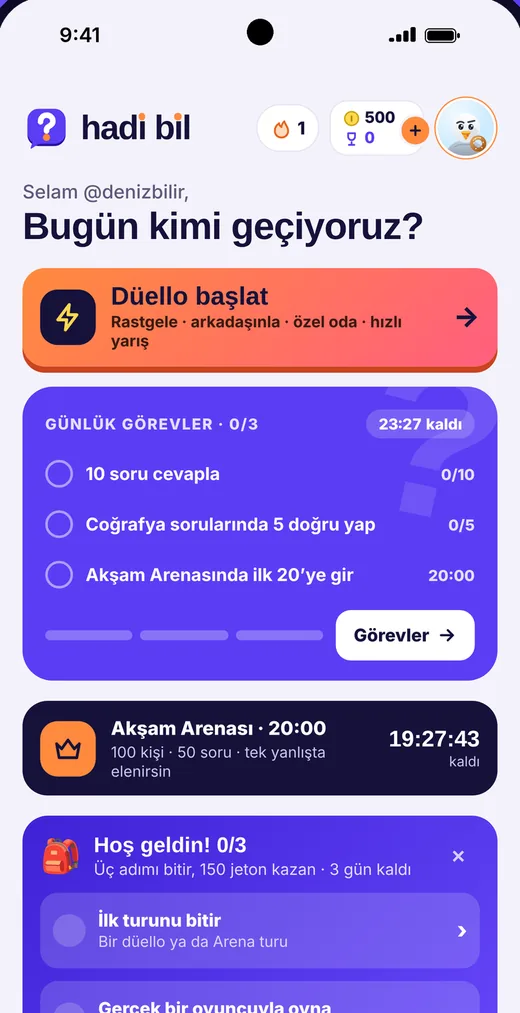 9:41
hadi bil
1
500
0
Selam @denizbilir,
Bugün kimi geçiyoruz?
Düello başlat
Rastgele · arkadaşınla · özel oda · hızlı
yarış
GÜNLÜK GÖREVLER · 0/3
23:27 kaldı
10 soru cevapla
0/10
Coğrafya sorularında 5 doğru yap
0/5
Akşam Arenasında ilk 20’ye gir
20:00
Görevler →
Akşam Arenası · 20:00
100 kişi · 50 soru · tek yanlışta
elenirsin
19:27:43
kaldı
Hoş geldin! 0/3
Üç adımı bitir, 150 jeton kazan · 3 gün kaldı
İlk turunu bitir
Bir düello ya da Arena turu
Gerçek bir oyuncuyla oyna